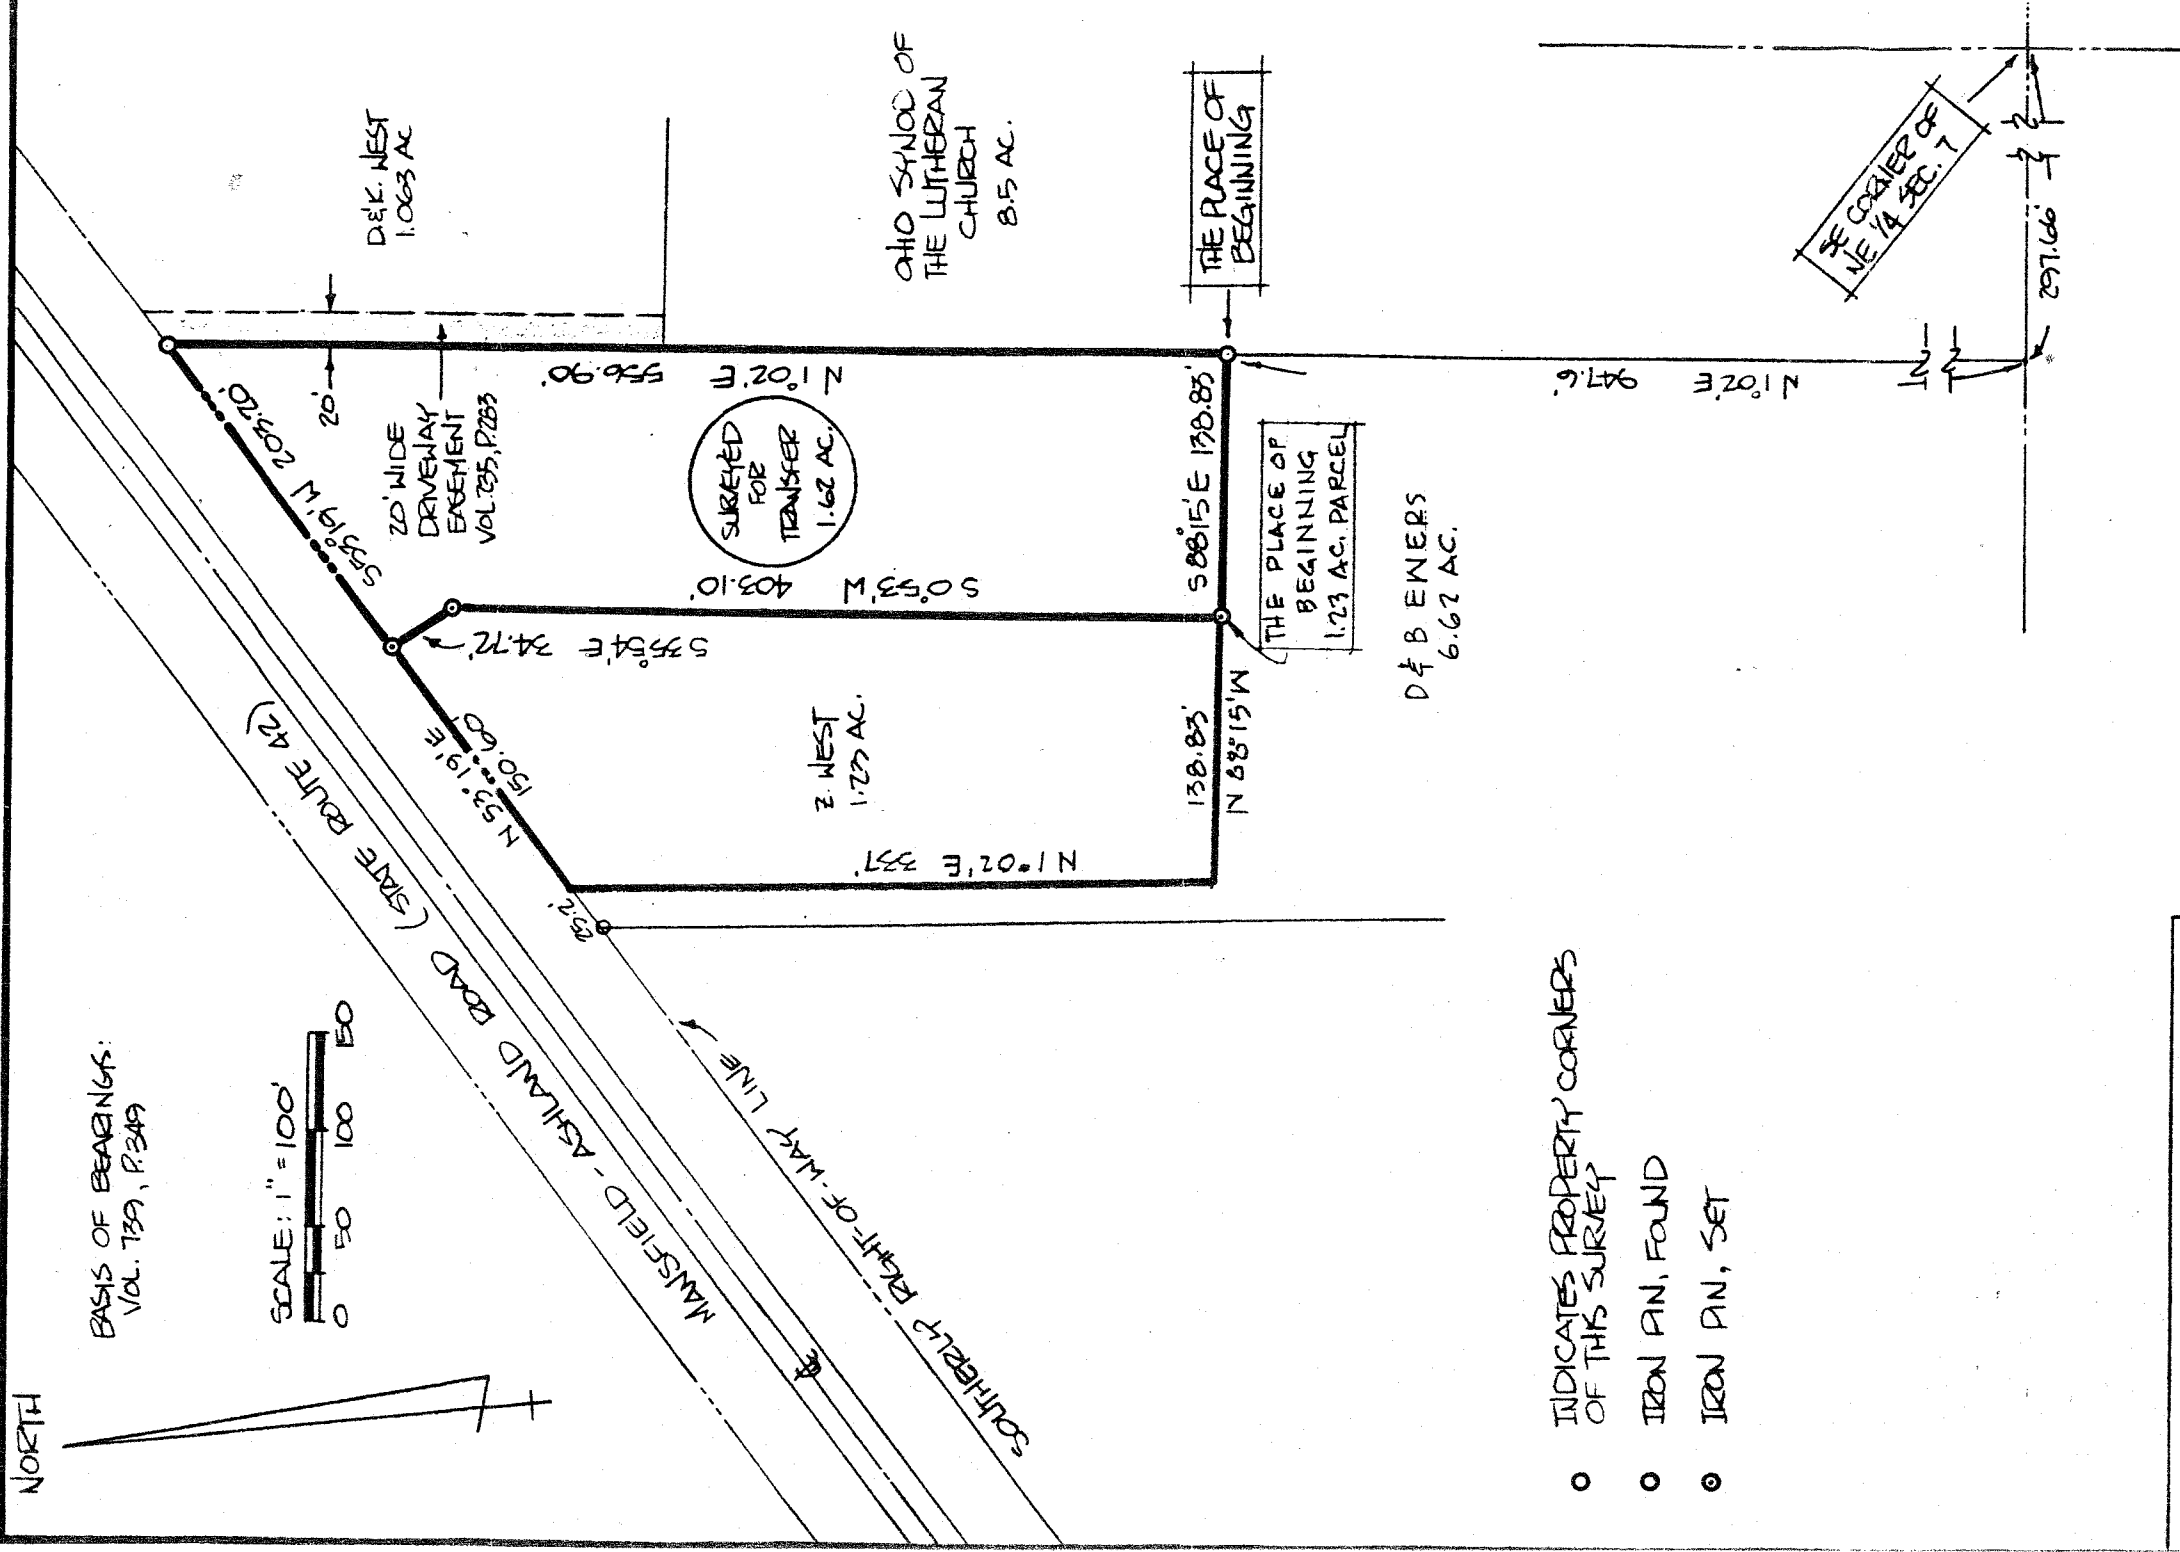 NORTH
BASIS OF BEARINGS:
VOL. 739, P. 349
SCALE: 1" = 100'
0 50 100 150
MANSFIELD - ASHLAND ROAD (STATE ROUTE 42)
SOUTHERLY RIGHT-OF-WAY LINE
D.&K. WEST
1.063 AC
20'
20' WIDE
DRIVEWAY
EASEMENT
VOL. 735, P. 283
S 53° 19' W 203.20'
N 1° 02' E 556.90'
SURVEYED
FOR
TRANSFER
1.62 AC.
S 0° 53' W 403.10'
S 35° 54' E 34.72'
N 53° 19' E
150.60'
23.2'
Z. WEST
1.23 AC.
N 1° 02' E 337'
138.83'
N 88° 15' W
S 88° 15' E 138.83'
OHIO SYNOD OF
THE LUTHERAN
CHURCH
8.5 AC.
THE PLACE OF
BEGINNING
THE PLACE OF
BEGINNING
1.23 AC. PARCEL
D & B EWERS
6.62 AC.
N 1° 02' E 947.6'
297.66'
SE CORNER OF
NE 1/4 SEC. 7
INDICATES PROPERTY CORNERS
OF THIS SURVEY
IRON PIN, FOUND
IRON PIN, SET